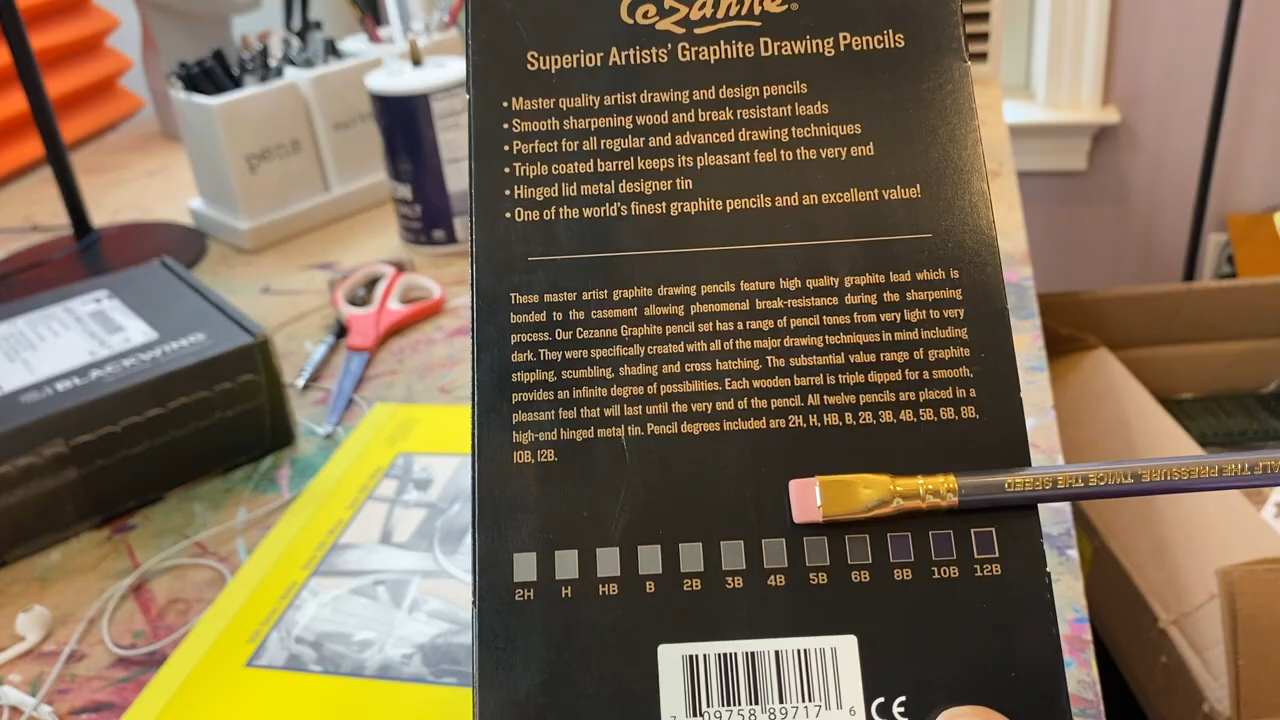 Cezanne®
Superior Artists' Graphite Drawing Pencils
• Master quality artist drawing and design pencils
• Smooth sharpening wood and break resistant leads
• Perfect for all regular and advanced drawing techniques
• Triple coated barrel keeps its pleasant feel to the very end
• Hinged lid metal designer tin
• One of the world's finest graphite pencils and an excellent value!
These master artist graphite drawing pencils feature high quality graphite lead which is
bonded to the casement allowing phenomenal break-resistance during the sharpening
process. Our Cezanne Graphite pencil set has a range of pencil tones from very light to very
dark. They were specifically created with all of the major drawing techniques in mind including
stippling, scumbling, shading and cross hatching. The substantial value range of graphite
provides an infinite degree of possibilities. Each wooden barrel is triple dipped for a smooth,
pleasant feel that will last until the very end of the pencil. All twelve pencils are placed in a
high-end hinged metal tin. Pencil degrees included are 2H, H, HB, B, 2B, 3B, 4B, 5B, 6B, 8B,
10B, 12B.
HALF THE PRESSURE, TWICE THE SPEED
2H H HB B 2B 3B 4B 5B 6B 8B 10B 12B
7 09758 89717 6
CE
pens
BLACKWING